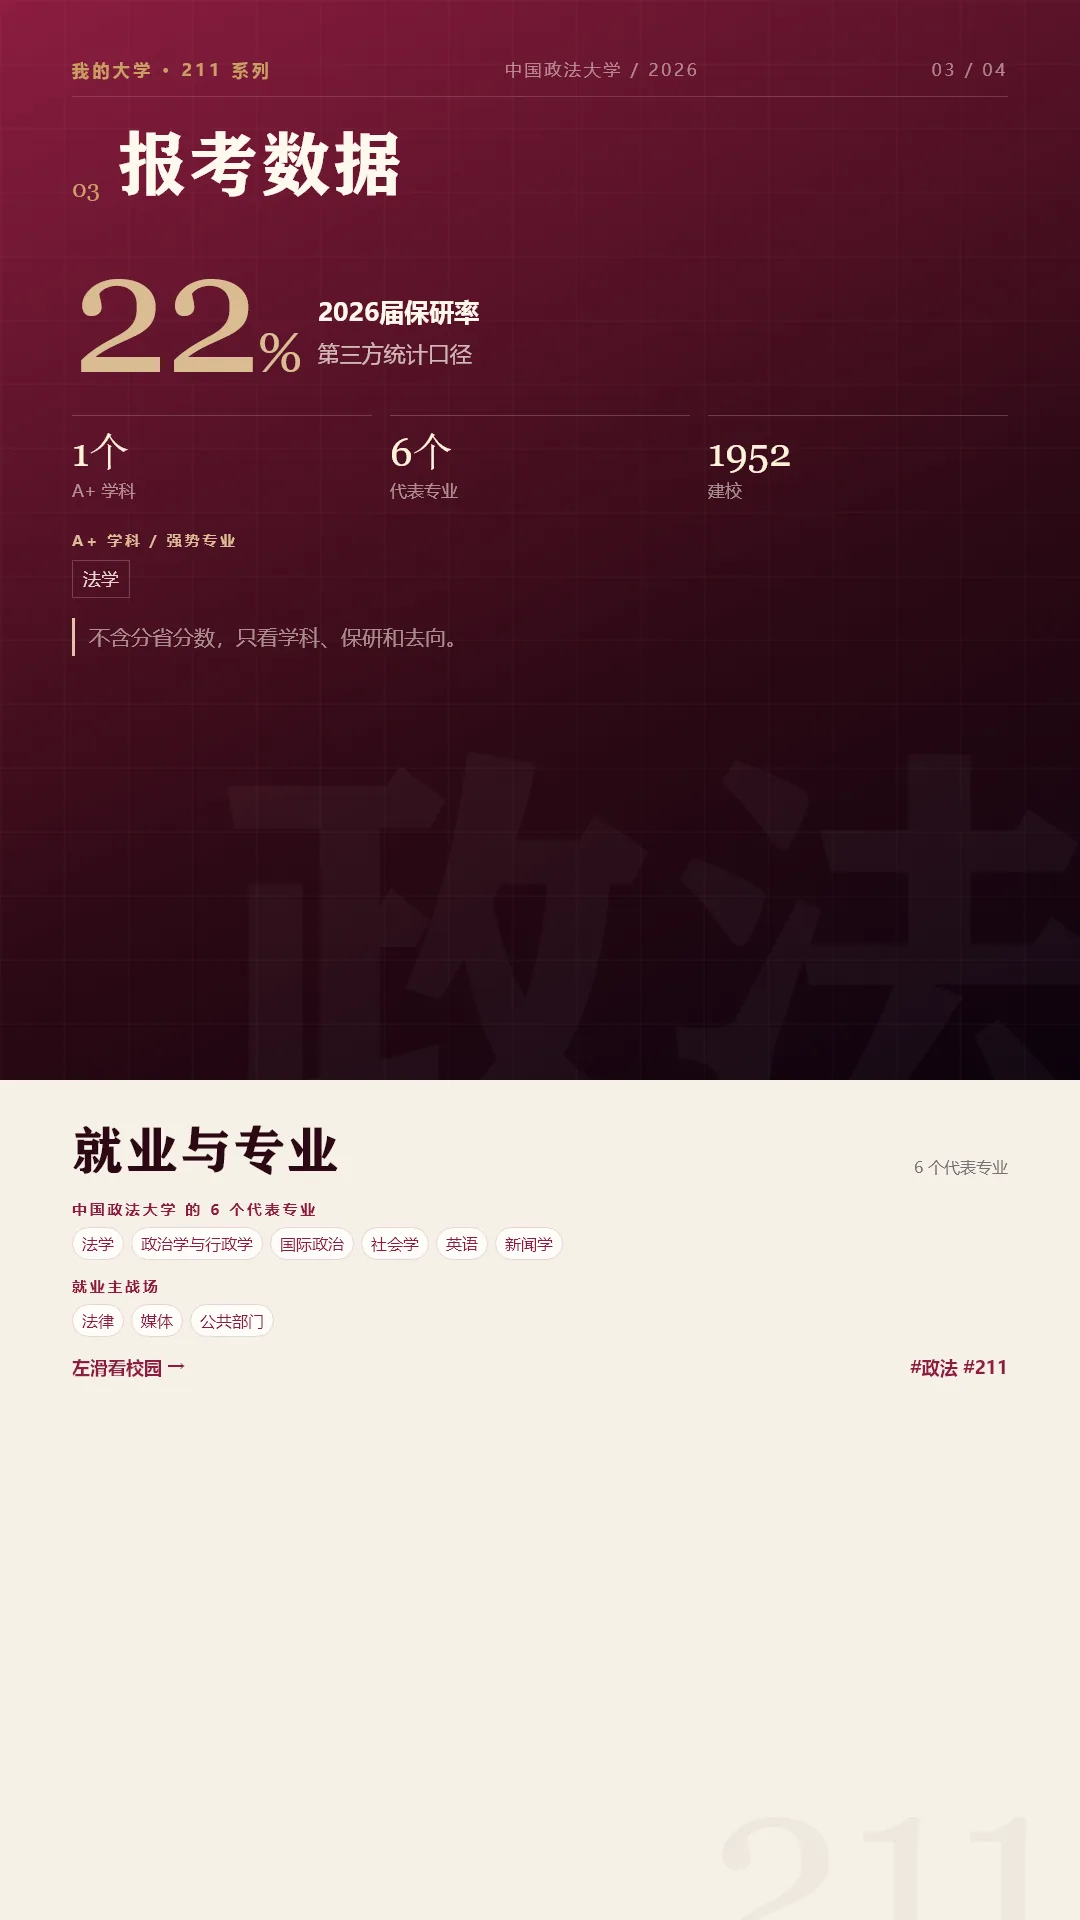 我的大学 • 211 系列
中国政法大学 / 2026
03 / 04
03 报考数据
22%
2026届保研率
第三方统计口径
1个
A+ 学科
6个
代表专业
1952
建校
A+ 学科 / 强势专业
法学
不含分省分数，只看学科、保研和去向。
政法
就业与专业
6 个代表专业
中国政法大学 的 6 个代表专业
法学 政治学与行政学 国际政治 社会学 英语 新闻学
就业主战场
法律 媒体 公共部门
左滑看校园 →
#政法 #211
211